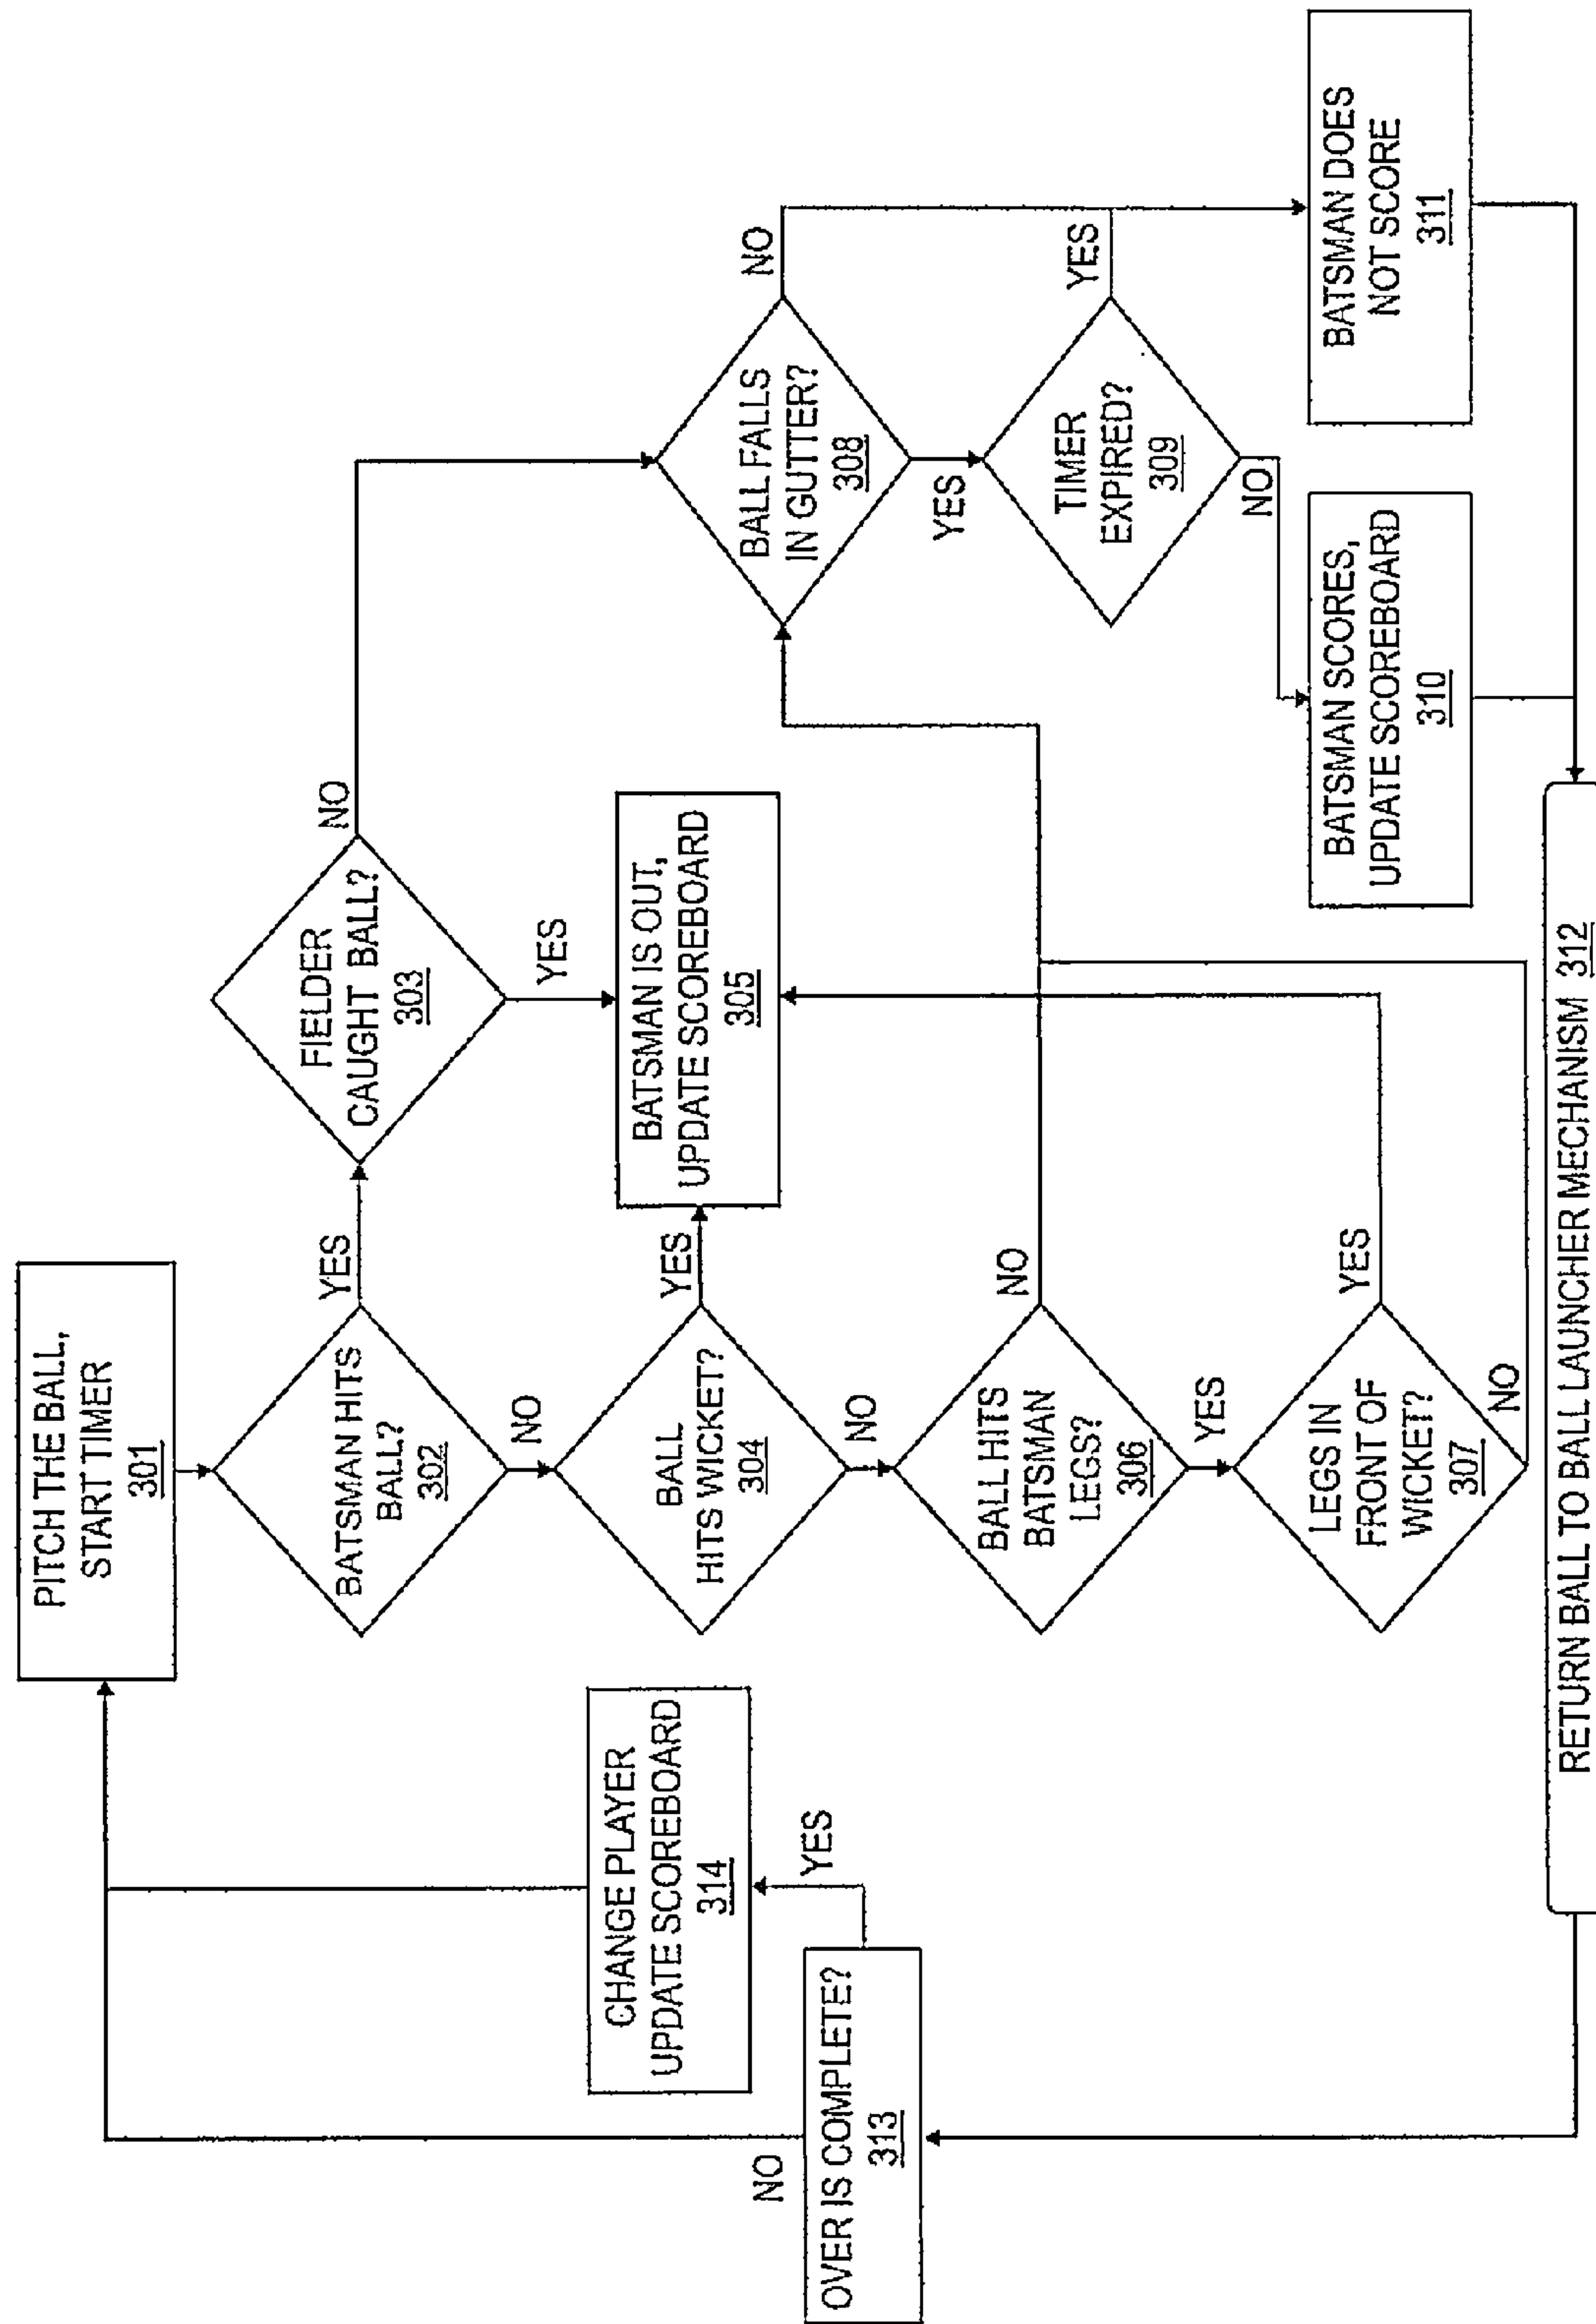 PITCH THE BALL,
START TIMER
301
BATSMAN HITS
BALL?
302
YES
NO
FIELDER
CAUGHT BALL?
303
NO
YES
BALL
HITS WICKET?
304
YES
NO
BATSMAN IS OUT,
UPDATE SCOREBOARD
305
BALL HITS
BATSMAN
LEGS?
306
NO
YES
LEGS IN
FRONT OF
WICKET?
307
YES
NO
BALL FALLS
IN GUTTER?
308
NO
YES
TIMER
EXPIRED?
309
YES
NO
BATSMAN SCORES,
UPDATE SCOREBOARD
310
BATSMAN DOES
NOT SCORE
311
RETURN BALL TO BALL LAUNCHER MECHANISM 312
OVER IS COMPLETE?
313
NO
YES
CHANGE PLAYER
UPDATE SCOREBOARD
314